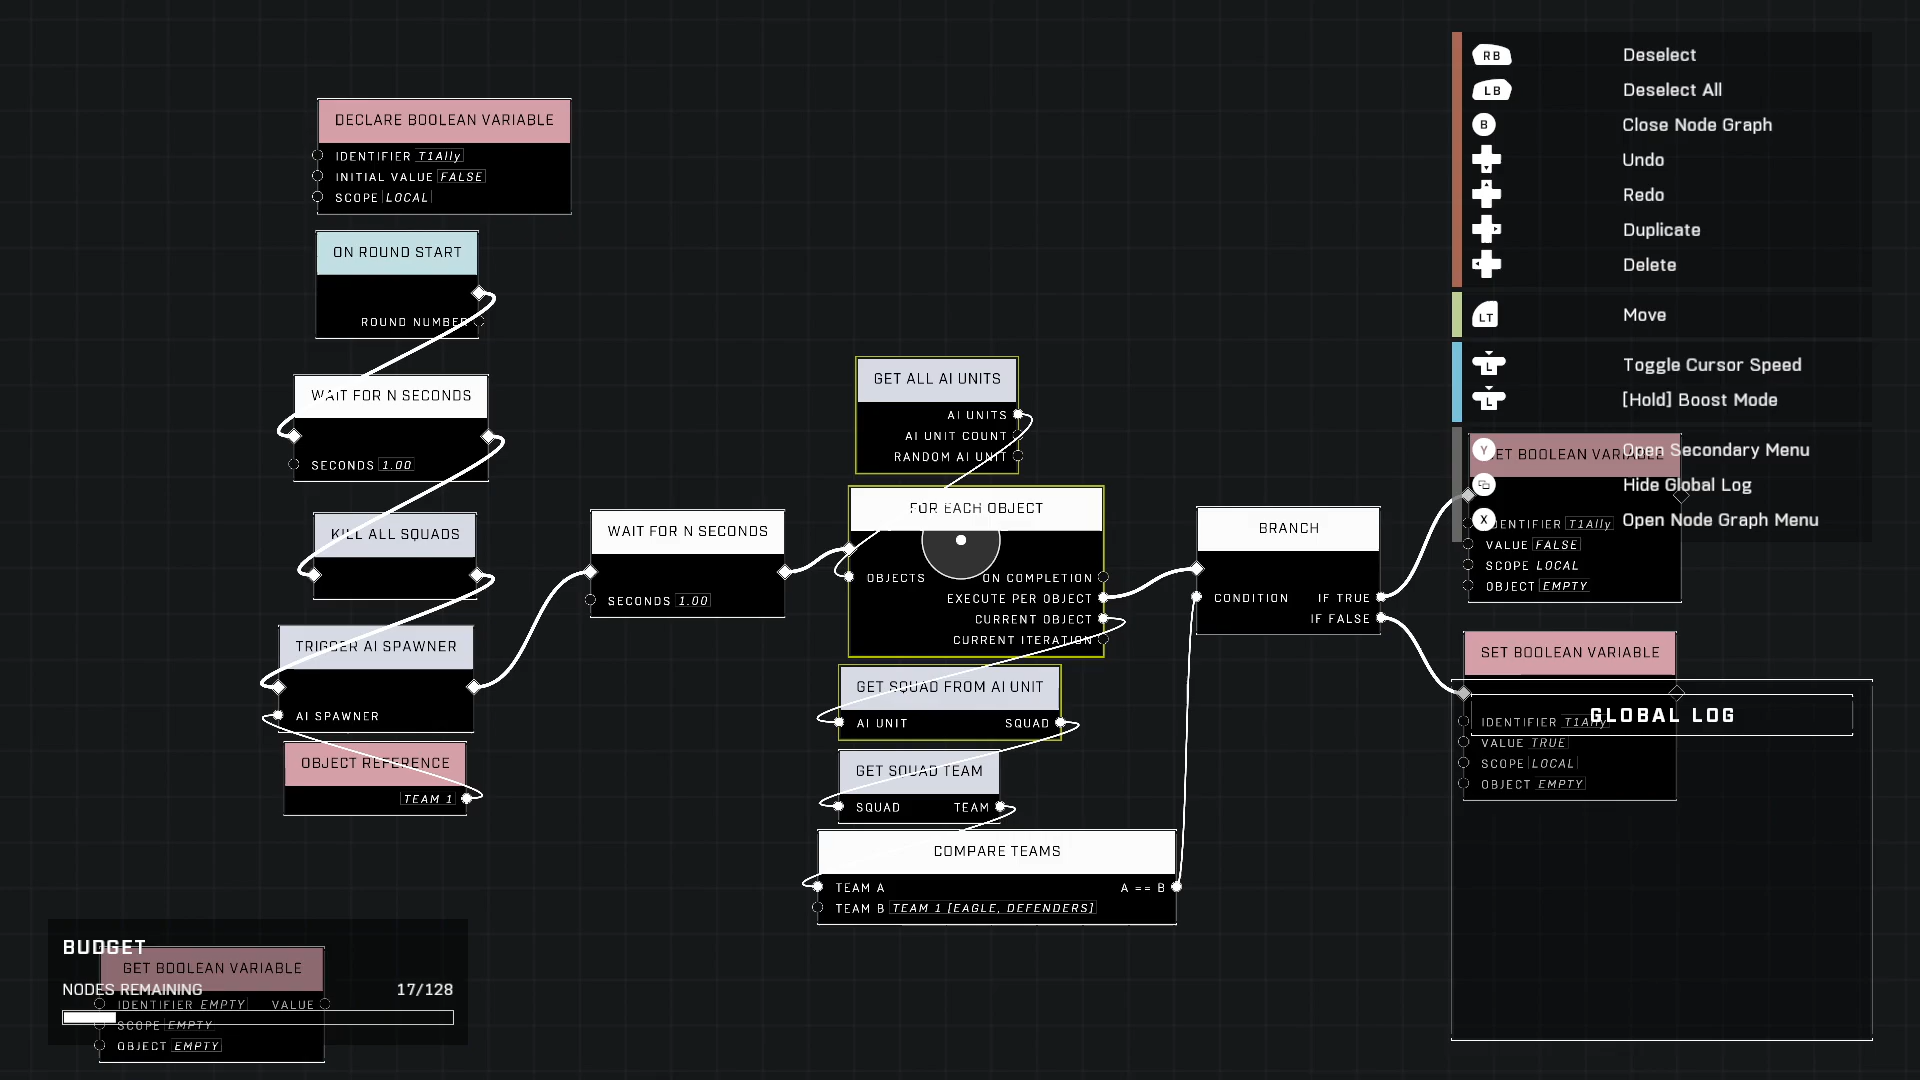 DECLARE BOOLEAN VARIABLE
IDENTIFIER T1Ally
INITIAL VALUE FALSE
SCOPE LOCAL
ON ROUND START
ROUND NUMBER
WAIT FOR N SECONDS
SECONDS 1.00
KILL ALL SQUADS
TRIGGER AI SPAWNER
AI SPAWNER
OBJECT REFERENCE
TEAM 1
WAIT FOR N SECONDS
SECONDS 1.00
GET ALL AI UNITS
AI UNITS
AI UNIT COUNT
RANDOM AI UNIT
FOR EACH OBJECT
OBJECTS ON COMPLETION
EXECUTE PER OBJECT
CURRENT OBJECT
CURRENT ITERATION
GET SQUAD FROM AI UNIT
AI UNIT SQUAD
GET SQUAD TEAM
SQUAD TEAM
COMPARE TEAMS
TEAM A A == B
TEAM B TEAM 1 [EAGLE, DEFENDERS]
BRANCH
CONDITION IF TRUE
IF FALSE
RB Deselect
LB Deselect All
B Close Node Graph
Undo
Redo
Duplicate
Delete
LT Move
L Toggle Cursor Speed
L [Hold] Boost Mode
Y Open Secondary Menu
Hide Global Log
X Open Node Graph Menu
SET BOOLEAN VARIABLE
IDENTIFIER T1Ally
VALUE FALSE
SCOPE LOCAL
OBJECT EMPTY
SET BOOLEAN VARIABLE
GLOBAL LOG
IDENTIFIER T1Ally
VALUE TRUE
SCOPE LOCAL
OBJECT EMPTY
BUDGET
NODES REMAINING 17/128
GET BOOLEAN VARIABLE
IDENTIFIER EMPTY VALUE
SCOPE EMPTY
OBJECT EMPTY